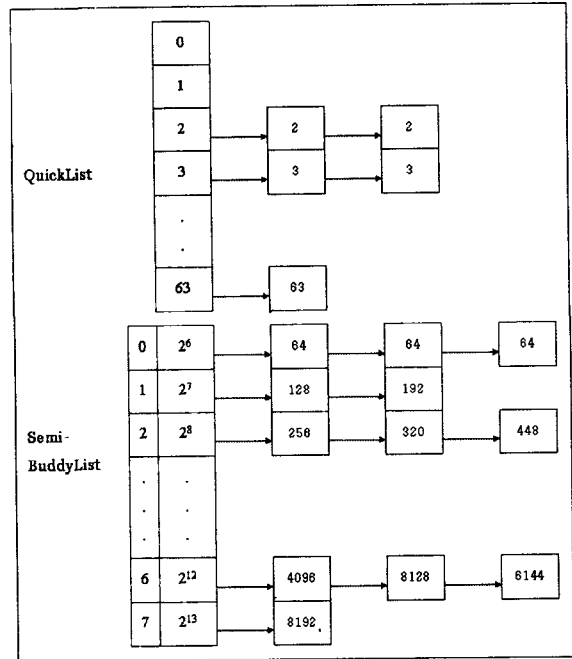 0
1
2 2 2
QuickList 3 3 3
.
.
63 63
0 2⁶ 64 64 64
1 2⁷ 128 192
Semi- 2 2⁸ 256 320 448
BuddyList . .
. .
. .
6 2¹² 4096 8128 6144
7 2¹³ 8192